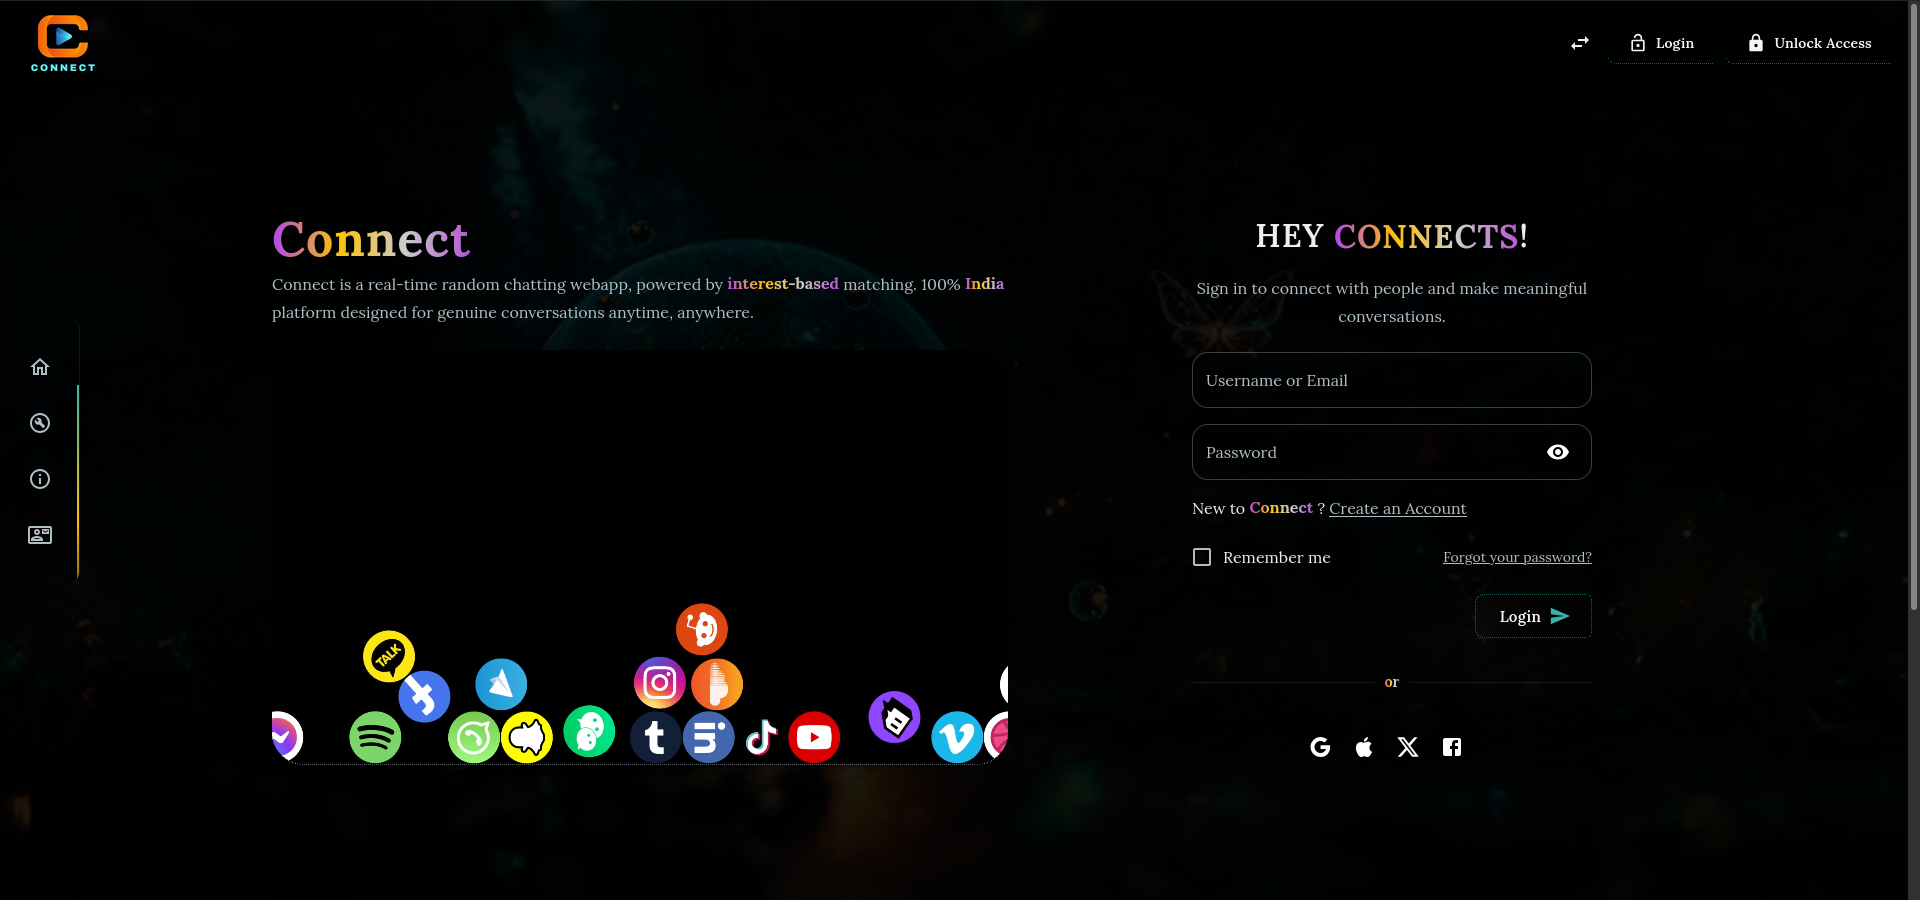 CONNECT
Login
Unlock Access
Connect
Connect is a real-time random chatting webapp, powered by interest-based matching. 100% India
platform designed for genuine conversations anytime, anywhere.
TALK
HEY CONNECTS!
Sign in to connect with people and make meaningful
conversations.
Username or Email
Password
New to Connect ? Create an Account
Remember me
Forgot your password?
Login
or